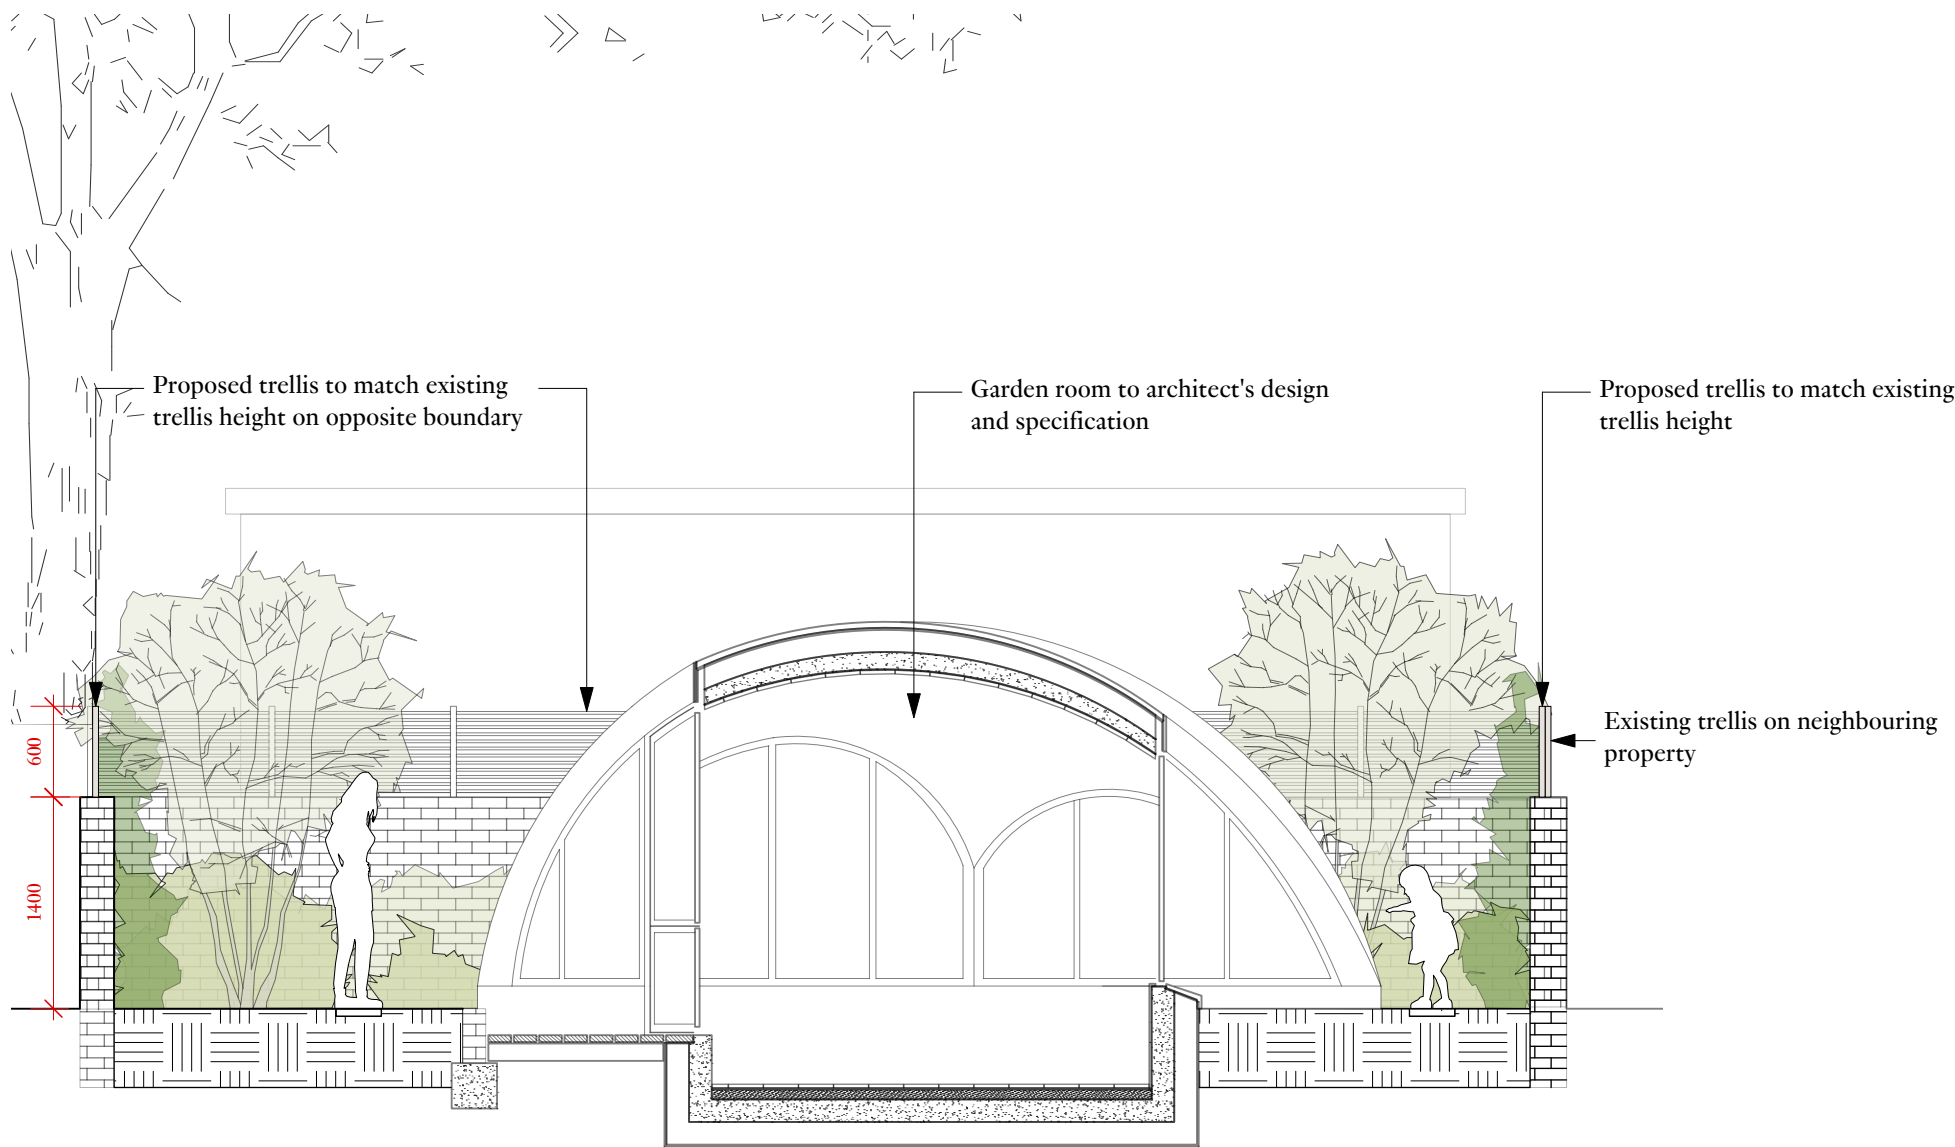 Proposed trellis to match existing
trellis height on opposite boundary
Garden room to architect's design
and specification
Proposed trellis to match existing
trellis height
Existing trellis on neighbouring
property
600
1400